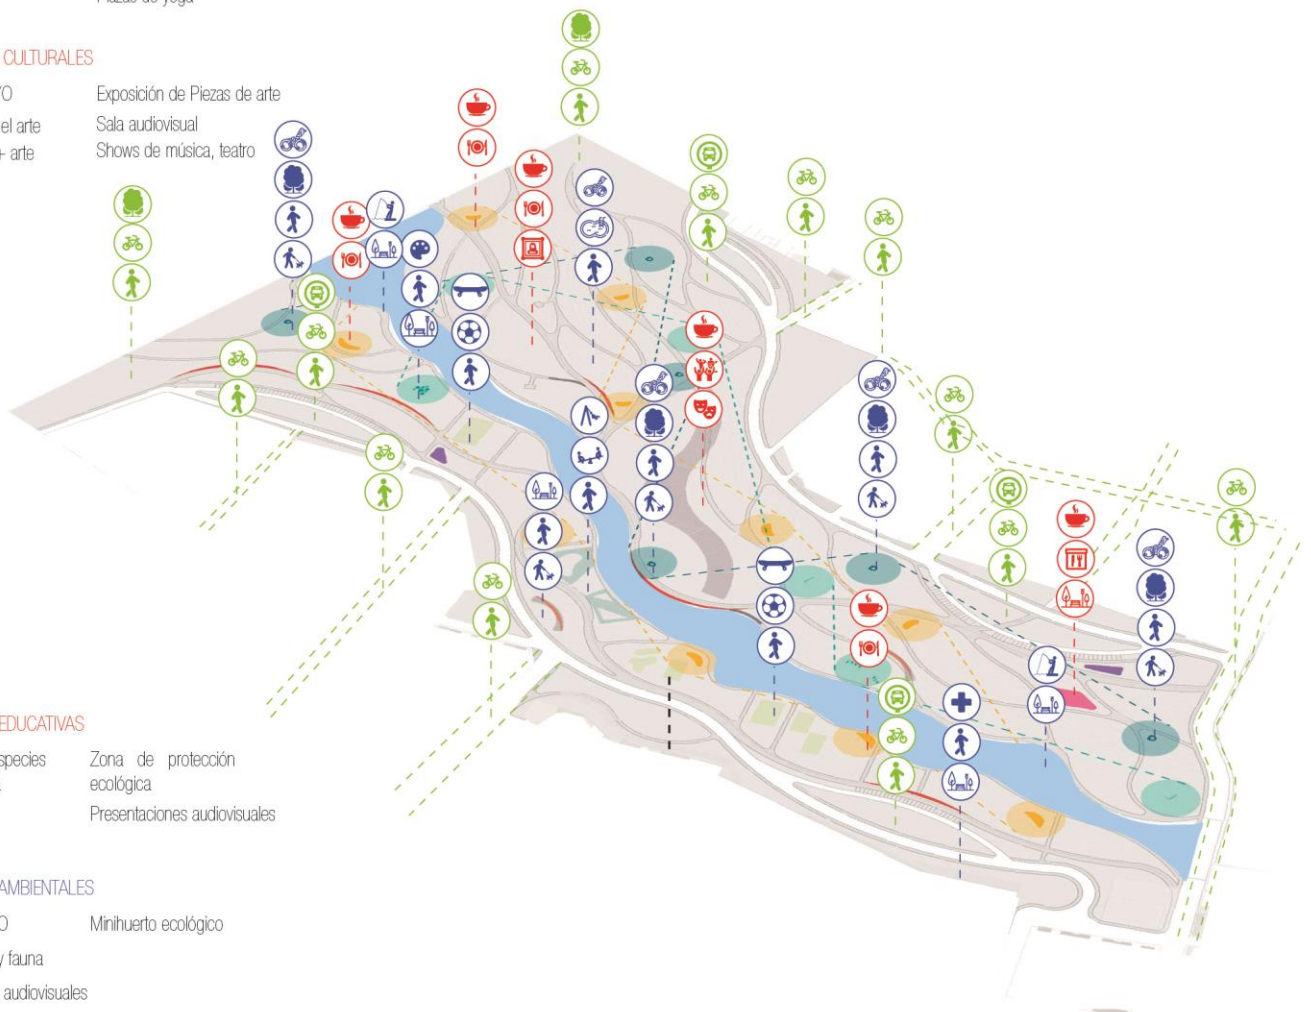 CULTURALES
Exposición de Piezas de arte
el arte
Sala audiovisual
+ arte
Shows de música, teatro
EDUCATIVAS
Zona de protección
ecológica
Presentaciones audiovisuales
AMBIENTALES
Minihuerto ecológico
y fauna
audiovisuales